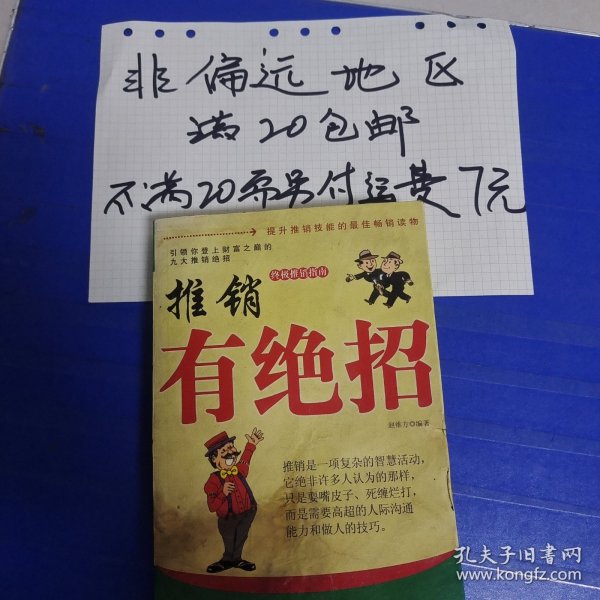 非偏远地区
满20包邮
不满20需另付运费7元
提升推销技能的最佳畅销读物
引领你登上财富之巅的
九大推销绝招
终极推销指南
推销
有绝招
编著
推销是一项复杂的智慧活动,
它绝非许多人认为的那样,
只是耍嘴皮子、死缠烂打,
而是需要高超的人际沟通
能力和做人的技巧。
孔夫子旧书网
www.kongfz.com